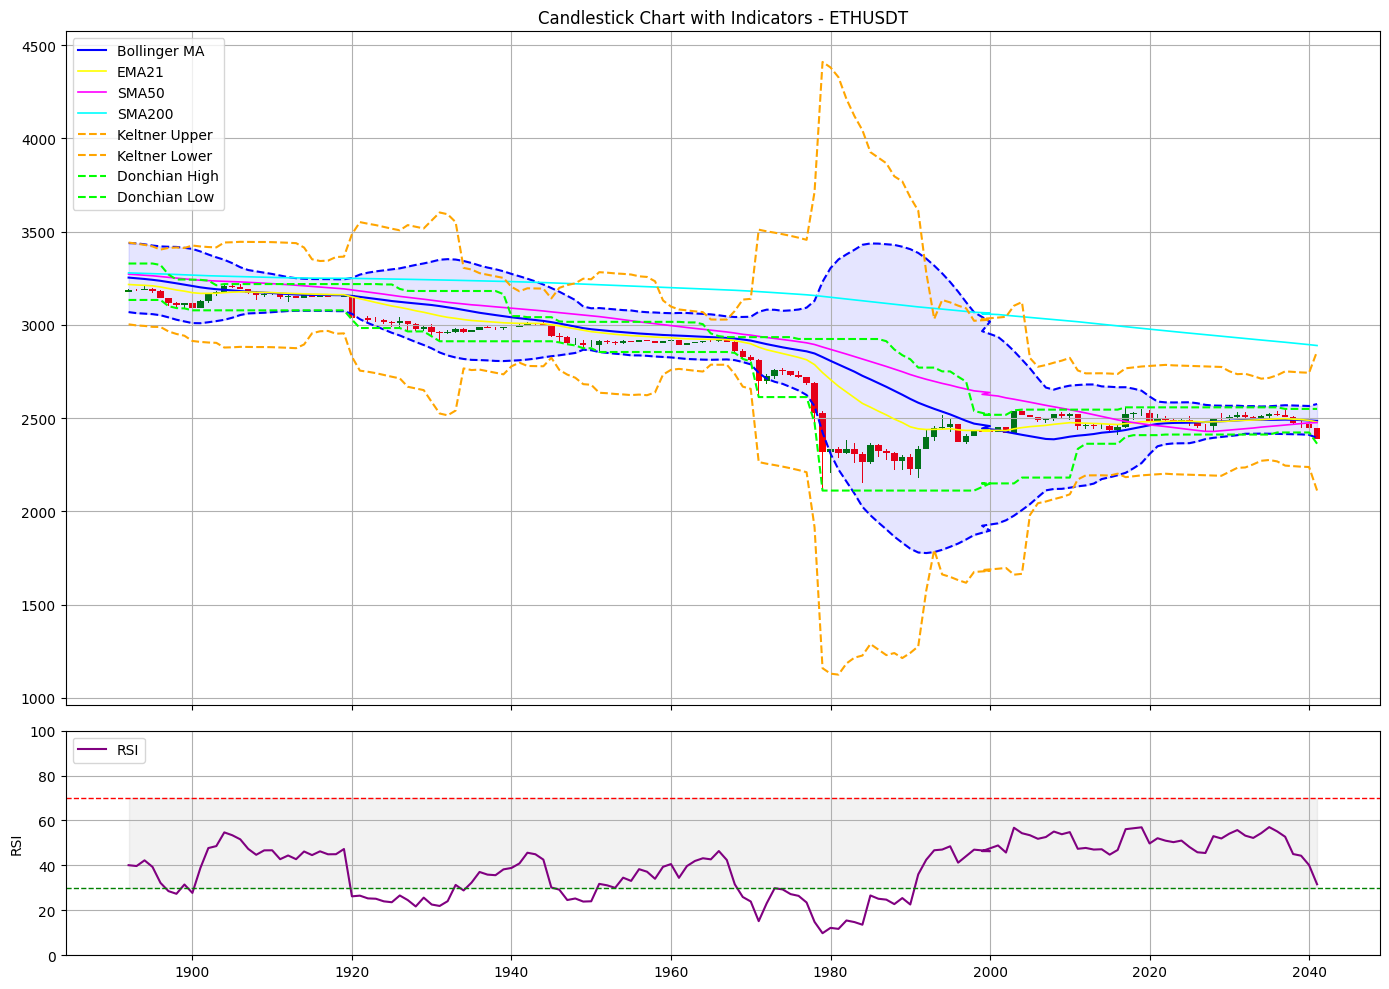 Candlestick Chart with Indicators - ETHUSDT
4500
4000
3500
3000
2500
2000
1500
1000
Bollinger MA
EMA21
SMA50
SMA200
Keltner Upper
Keltner Lower
Donchian High
Donchian Low
100
80
60
40
20
0
RSI
RSI
1900 1920 1940 1960 1980 2000 2020 2040